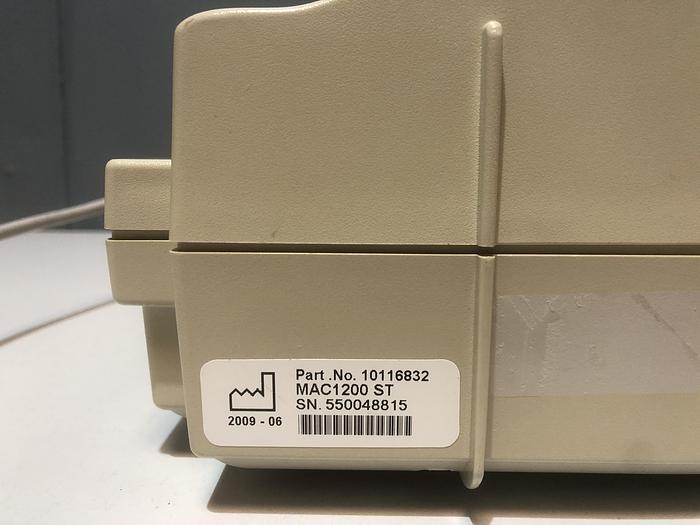 Part .No. 10116832
MAC1200 ST
SN. 550048815
2009 - 06